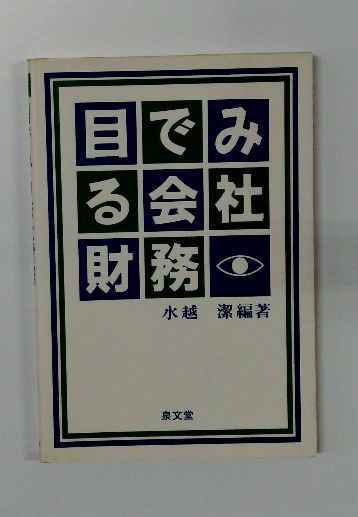 目でみ
る会社
財務
水越 潔編著
泉文堂